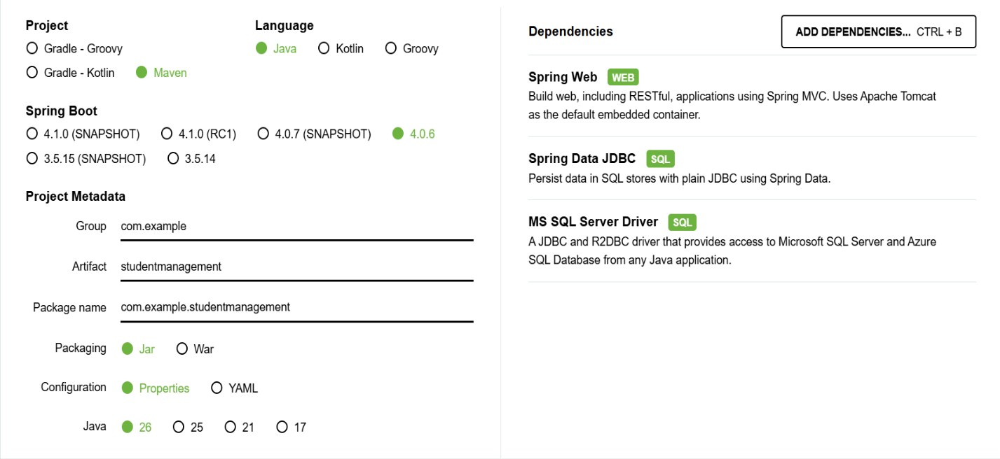 Project
Gradle - Groovy
Gradle - Kotlin Maven
Language
Java Kotlin Groovy
Spring Boot
4.1.0 (SNAPSHOT) 4.1.0 (RC1) 4.0.7 (SNAPSHOT) 4.0.6
3.5.15 (SNAPSHOT) 3.5.14
Project Metadata
Group com.example
Artifact studentmanagement
Package name com.example.studentmanagement
Packaging Jar War
Configuration Properties YAML
Java 26 25 21 17
Dependencies ADD DEPENDENCIES... CTRL + B
Spring Web WEB
Build web, including RESTful, applications using Spring MVC. Uses Apache Tomcat
as the default embedded container.
Spring Data JDBC SQL
Persist data in SQL stores with plain JDBC using Spring Data.
MS SQL Server Driver SQL
A JDBC and R2DBC driver that provides access to Microsoft SQL Server and Azure
SQL Database from any Java application.